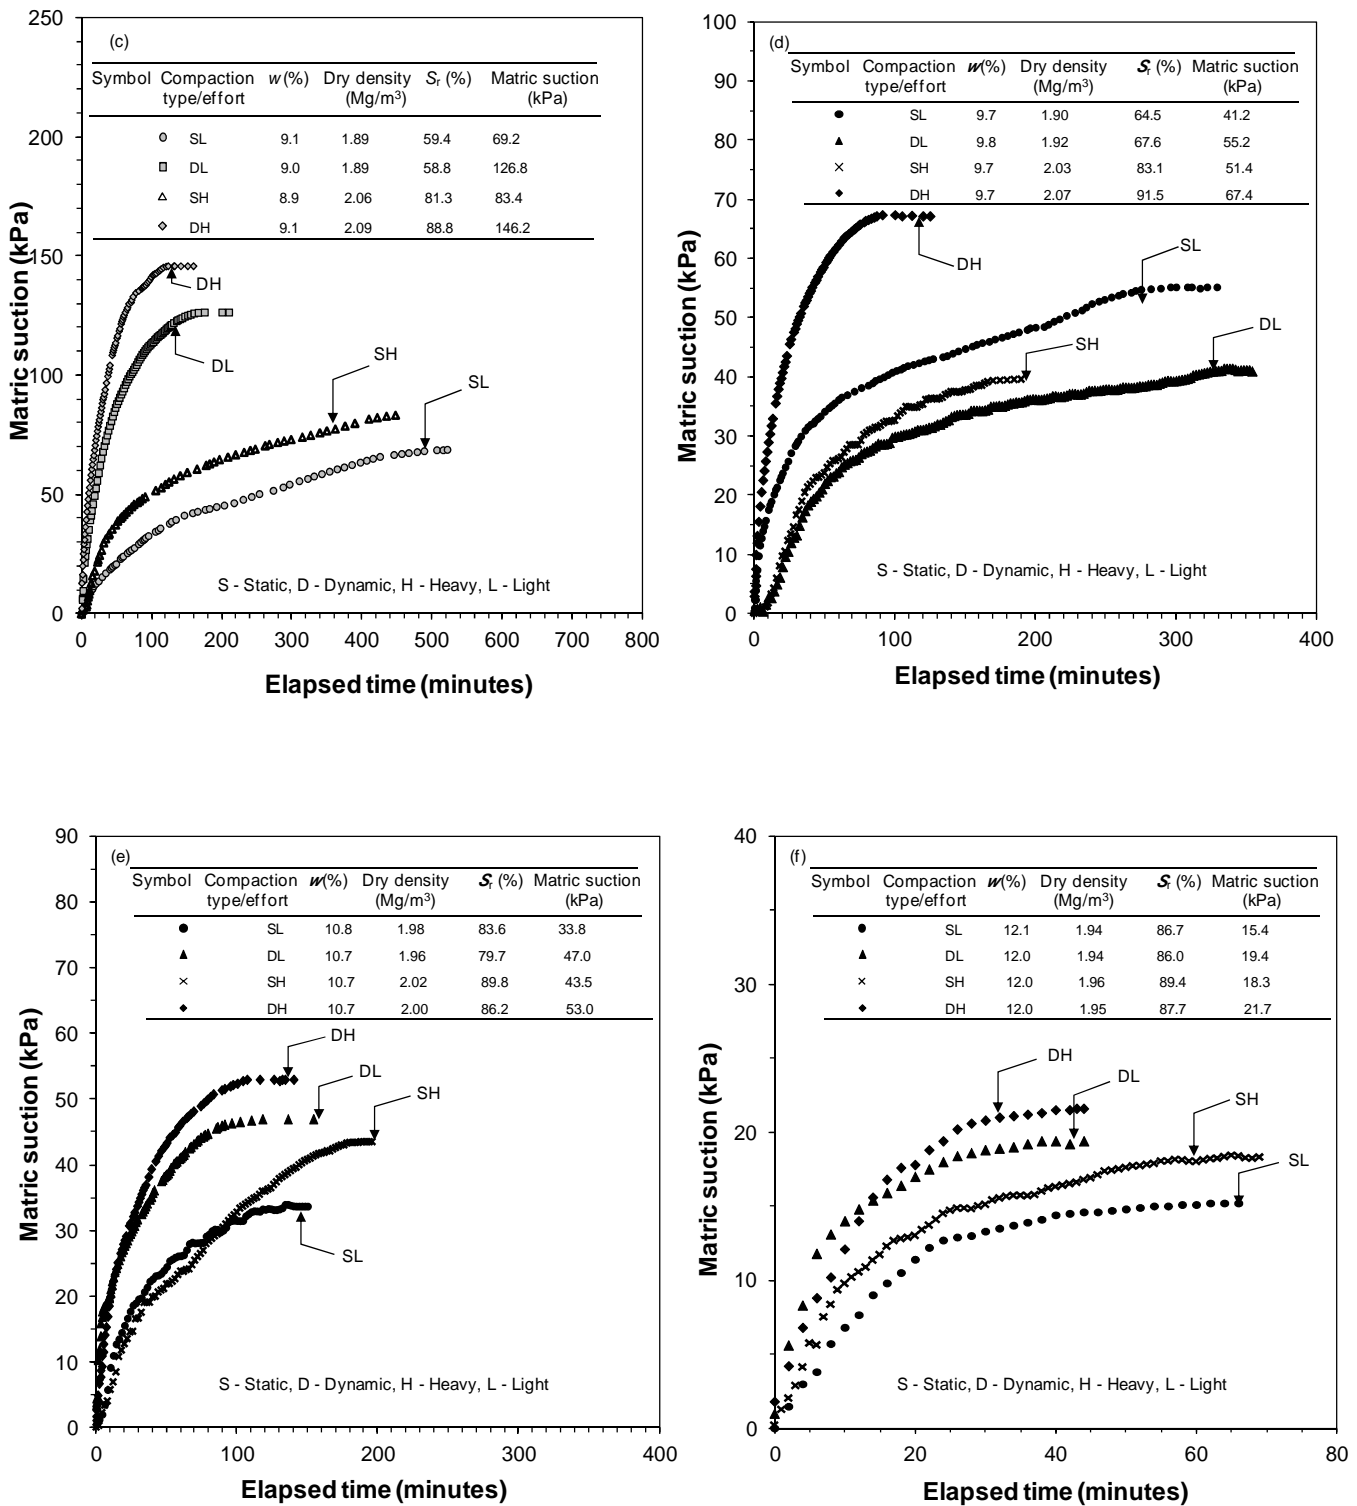 (c)
Symbol Compaction type/effort w (%) Dry density (Mg/m³) Sr (%) Matric suction (kPa)
SL 9.1 1.89 59.4 69.2
DL 9.0 1.89 58.8 126.8
SH 8.9 2.06 81.3 83.4
DH 9.1 2.09 88.8 146.2
250
200
150
100
50
0
Matric suction (kPa)
DH
DL
SH
SL
S - Static, D - Dynamic, H - Heavy, L - Light
0 100 200 300 400 500 600 700 800
Elapsed time (minutes)
(d)
Symbol Compaction type/effort w(%) Dry density (Mg/m³) Sr (%) Matric suction (kPa)
SL 9.7 1.90 64.5 41.2
DL 9.8 1.92 67.6 55.2
SH 9.7 2.03 83.1 51.4
DH 9.7 2.07 91.5 67.4
100
90
80
70
60
50
40
30
20
10
0
Matric suction (kPa)
DH
SL
SH
DL
S - Static, D - Dynamic, H - Heavy, L - Light
0 100 200 300 400
Elapsed time (minutes)
(e)
Symbol Compaction type/effort w(%) Dry density (Mg/m³) Sr (%) Matric suction (kPa)
SL 10.8 1.98 83.6 33.8
DL 10.7 1.96 79.7 47.0
SH 10.7 2.02 89.8 43.5
DH 10.7 2.00 86.2 53.0
90
80
70
60
50
40
30
20
10
0
Matric suction (kPa)
DH
DL
SH
SL
S - Static, D - Dynamic, H - Heavy, L - Light
0 100 200 300 400
Elapsed time (minutes)
(f)
Symbol Compaction type/effort w(%) Dry density (Mg/m³) Sr (%) Matric suction (kPa)
SL 12.1 1.94 86.7 15.4
DL 12.0 1.94 86.0 19.4
SH 12.0 1.96 89.4 18.3
DH 12.0 1.95 87.7 21.7
40
30
20
10
0
Matric suction (kPa)
DH
DL
SH
SL
S - Static, D - Dynamic, H - Heavy, L - Light
0 20 40 60 80
Elapsed time (minutes)